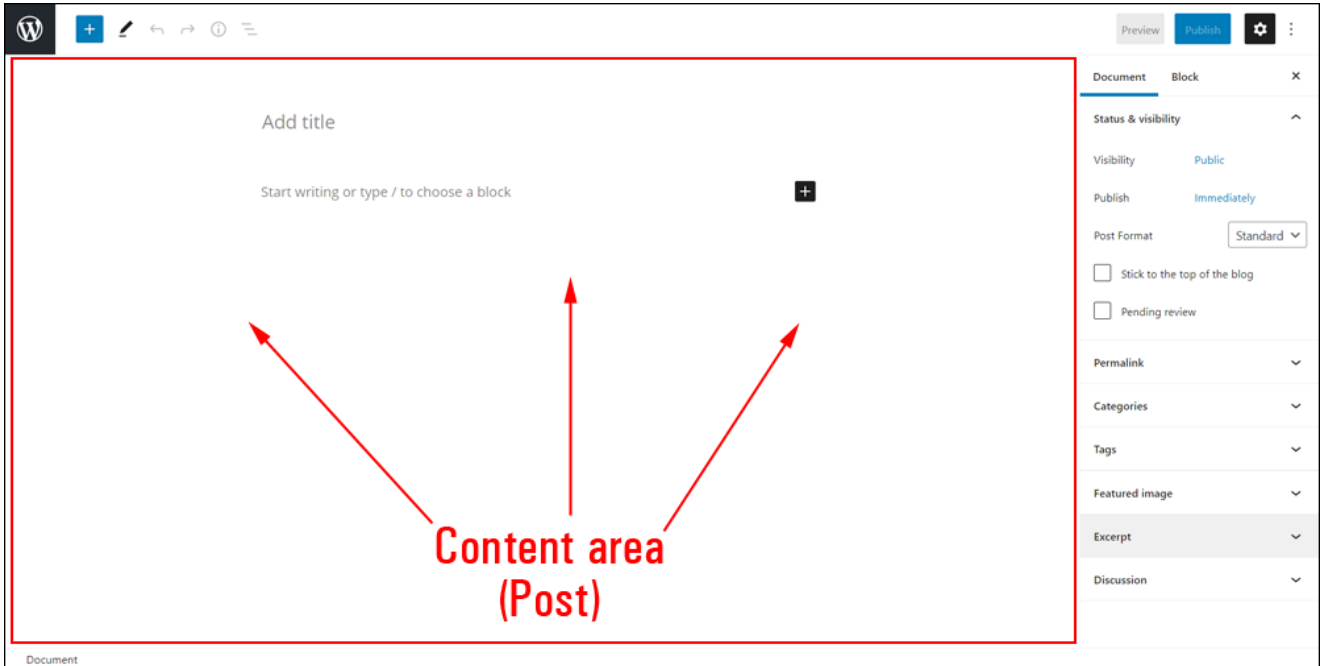 Preview
Publish
Document Block
Add title
Status & visibility
Visibility Public
Start writing or type / to choose a block
Publish Immediately
Post Format Standard
Stick to the top of the blog
Pending review
Permalink
Categories
Tags
Featured image
Excerpt
Discussion
Content area
(Post)
Document